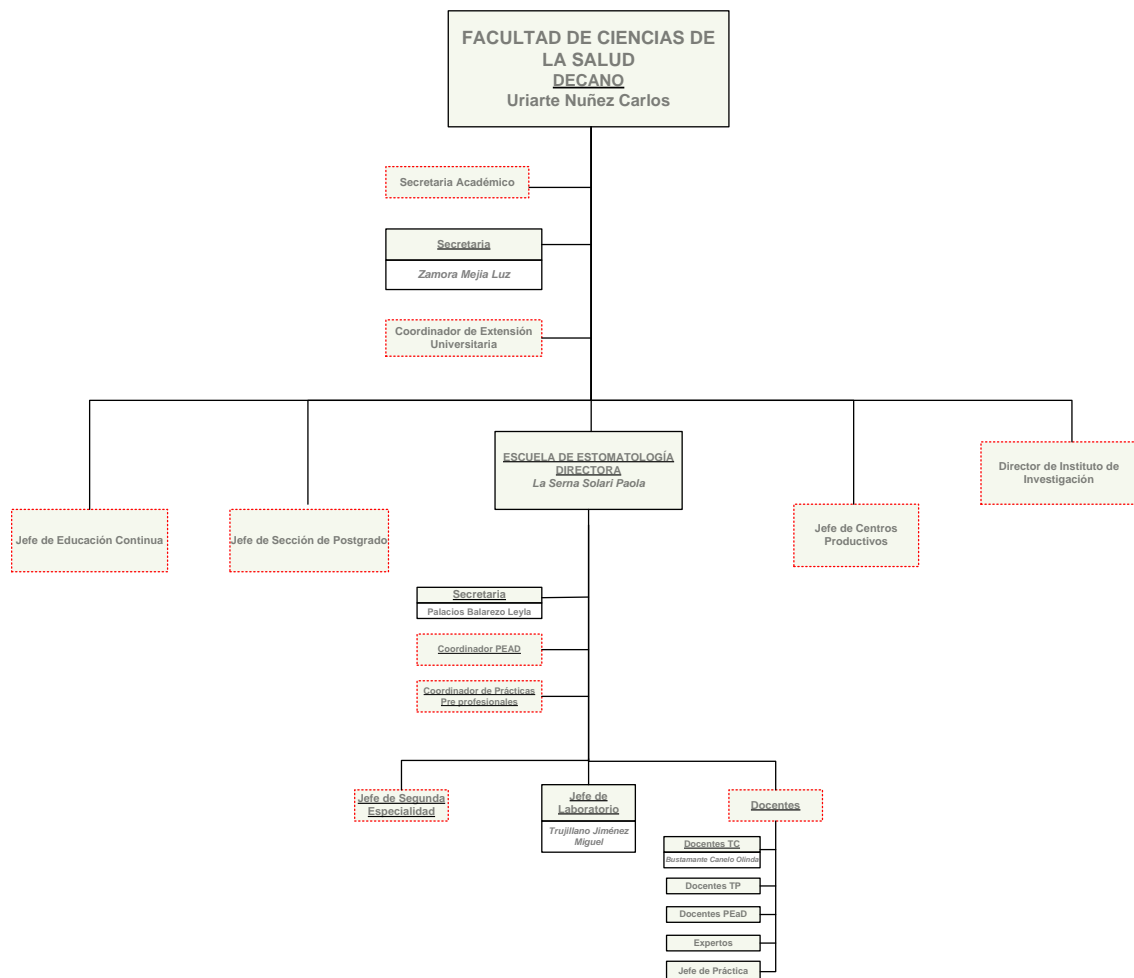 FACULTAD DE CIENCIAS DE
LA SALUD
DECANO
Uriarte Nuñez Carlos
Secretaria Académico
Secretaria
Zamora Mejia Luz
Coordinador de Extensión
Universitaria
ESCUELA DE ESTOMATOLOGÍA
DIRECTORA
La Serna Solari Paola
Director de Instituto de
Investigación
Jefe de Educación Continua
Jefe de Sección de Postgrado
Jefe de Centros
Productivos
Secretaria
Palacios Balarezo Leyla
Coordinador PEAD
Coordinador de Prácticas
Pre profesionales
Jefe de Segunda
Especialidad
Jefe de
Laboratorio
Trujillano Jiménez
Miguel
Docentes
Docentes TC
Bustamante Canelo Olinda
Docentes TP
Docentes PEaD
Expertos
Jefe de Práctica